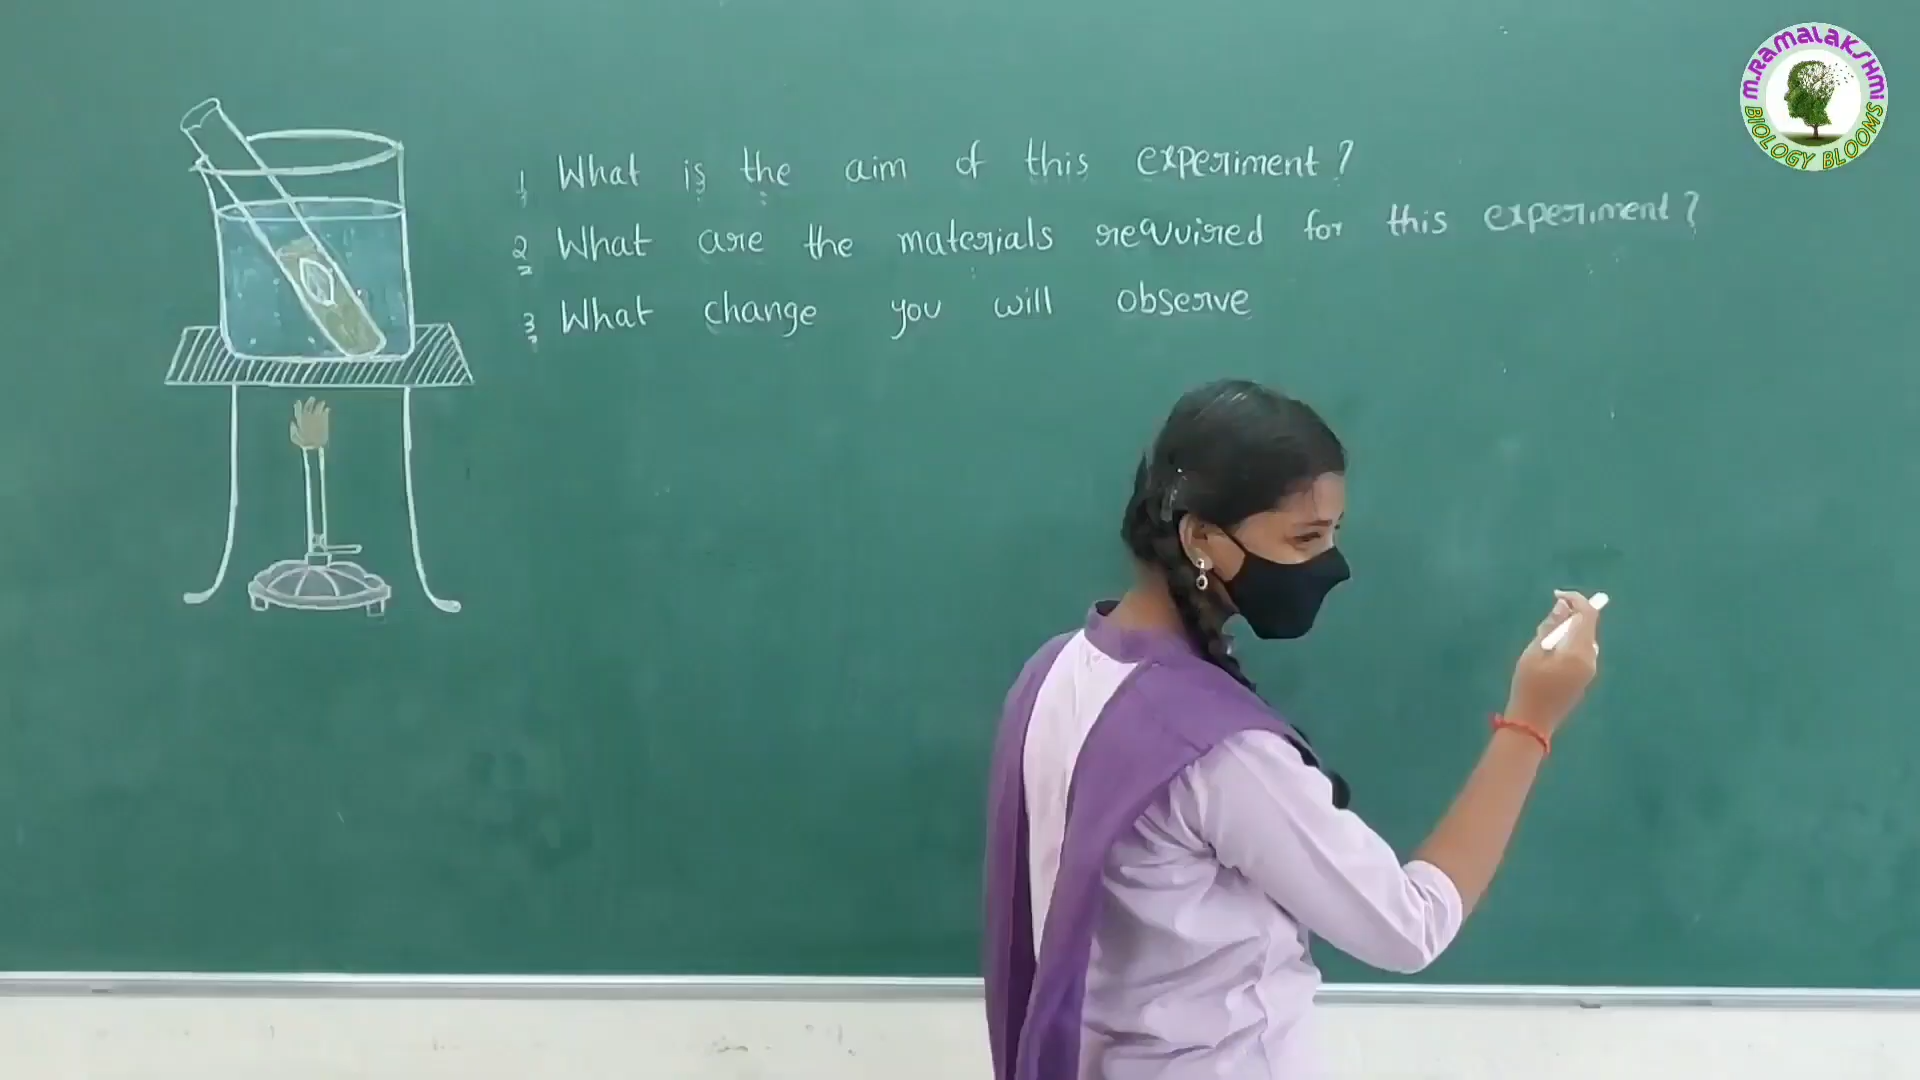 M.RAMALAKSHMI
BIOLOGY BLOOMS
1 What is the aim of this experiment?
2 What are the materials required for this experiment?
3 What change you will observe